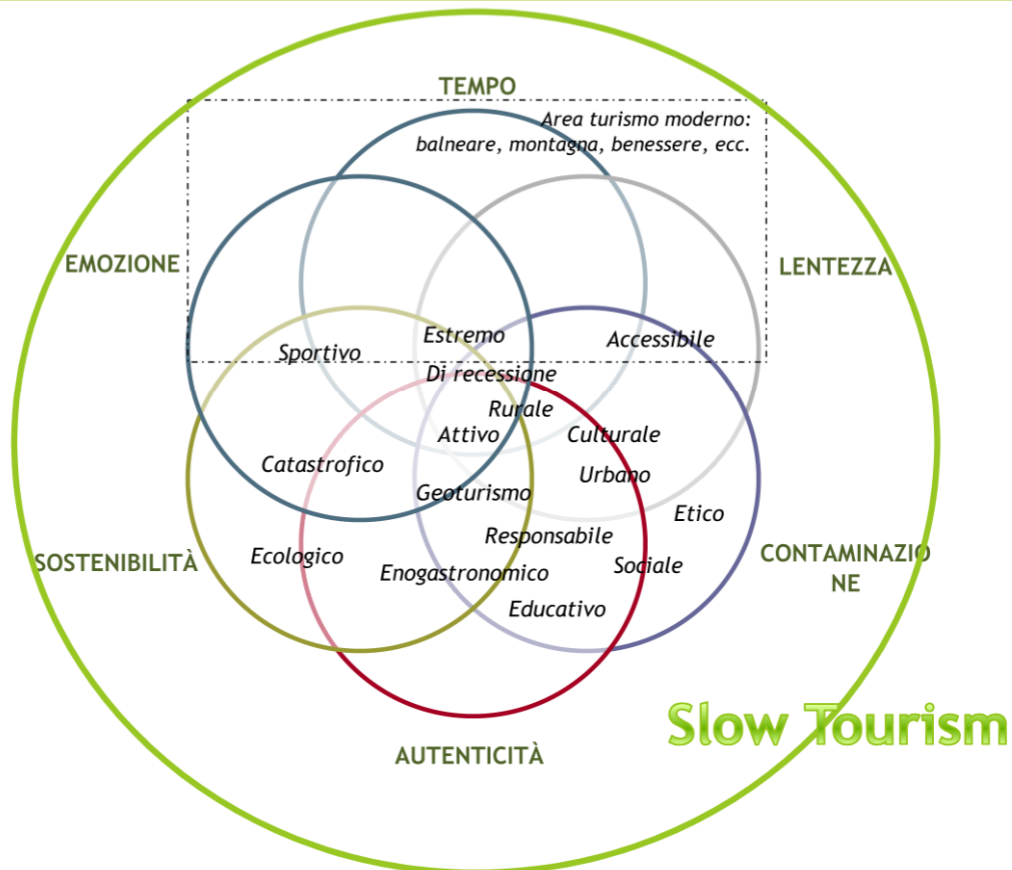 TEMPO
Area turismo moderno:
balneare, montagna, benessere, ecc.
EMOZIONE
LENTEZZA
Estremo
Accessibile
Sportivo
Di recessione
Rurale
Attivo
Culturale
Catastrofico
Urbano
Geoturismo
Etico
Responsabile
SOSTENIBILITÀ
Ecologico
CONTAMINAZIO
NE
Sociale
Enogastronomico
Educativo
Slow Tourism
AUTENTICITÀ